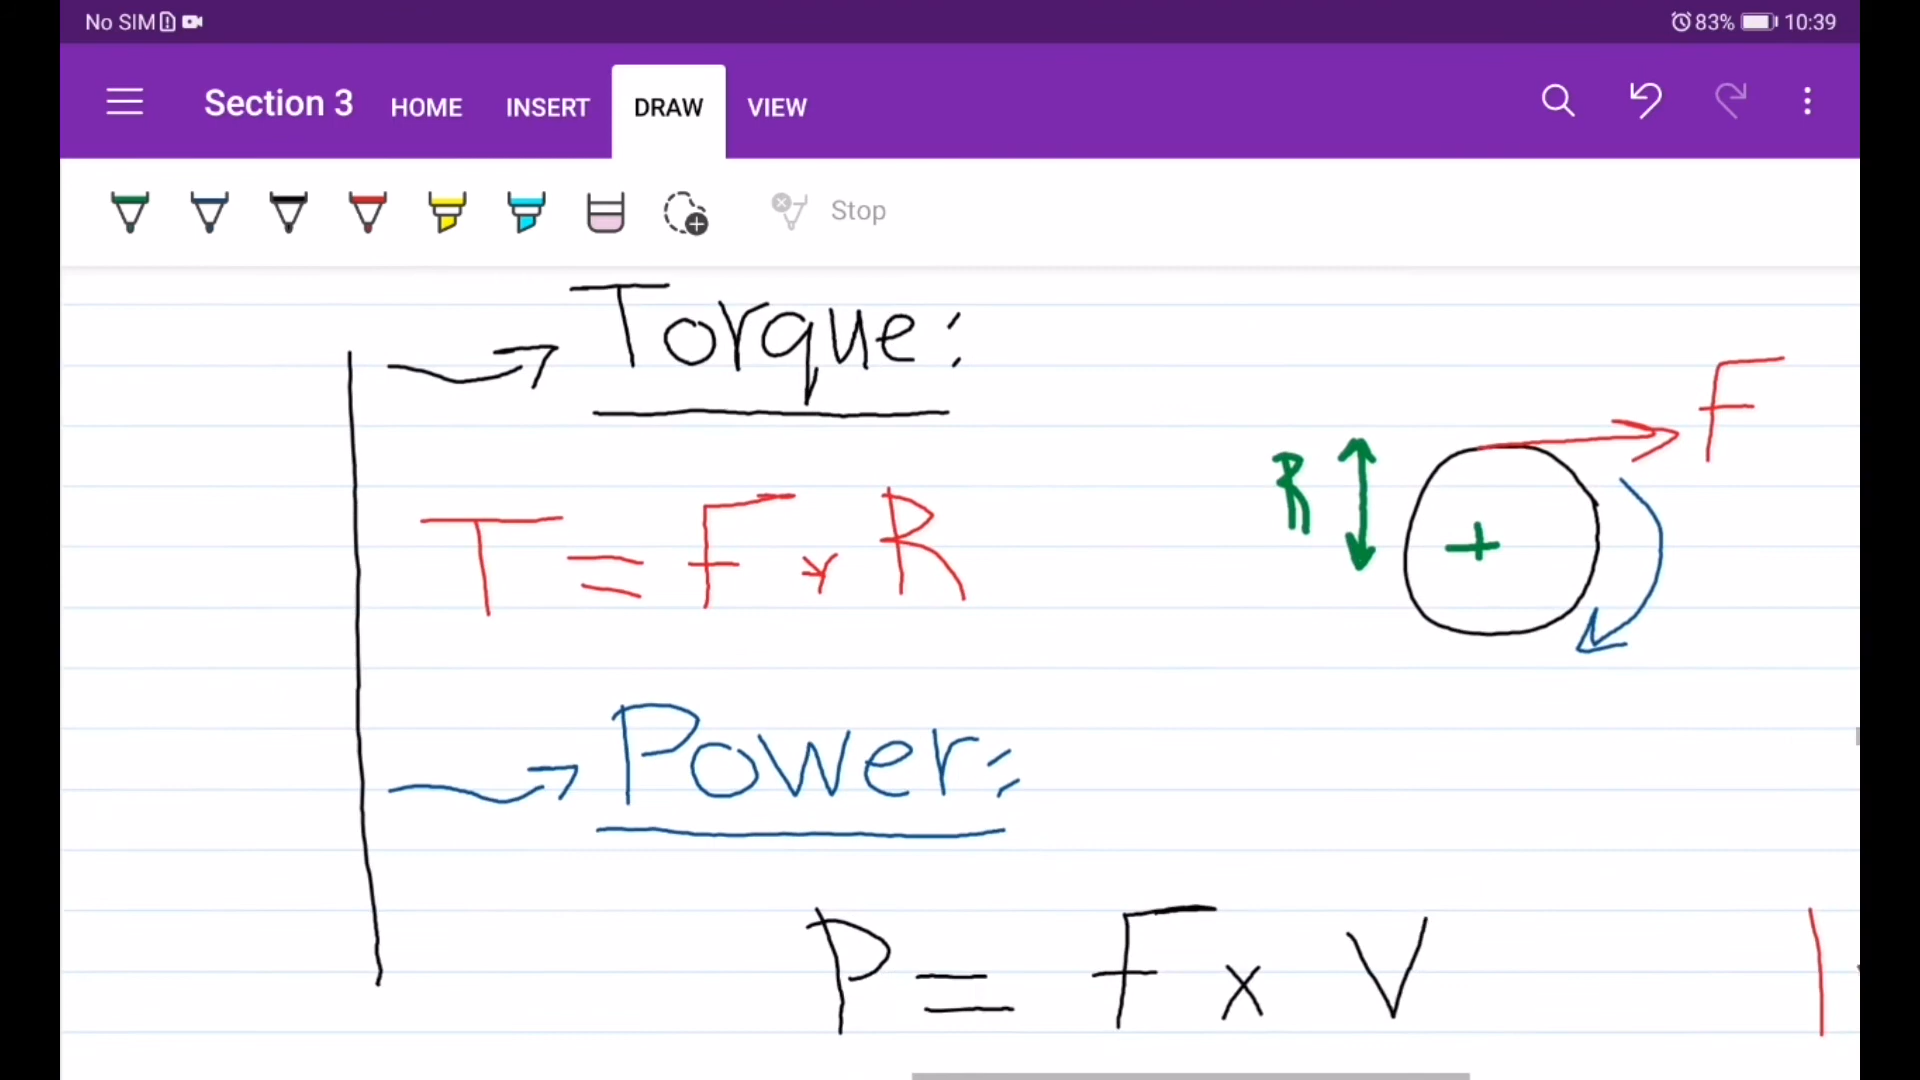 No SIM 83% 10:39
Section 3 HOME INSERT DRAW VIEW
Stop
Torque:
F
R
T = F x R
Power:
P = F x V